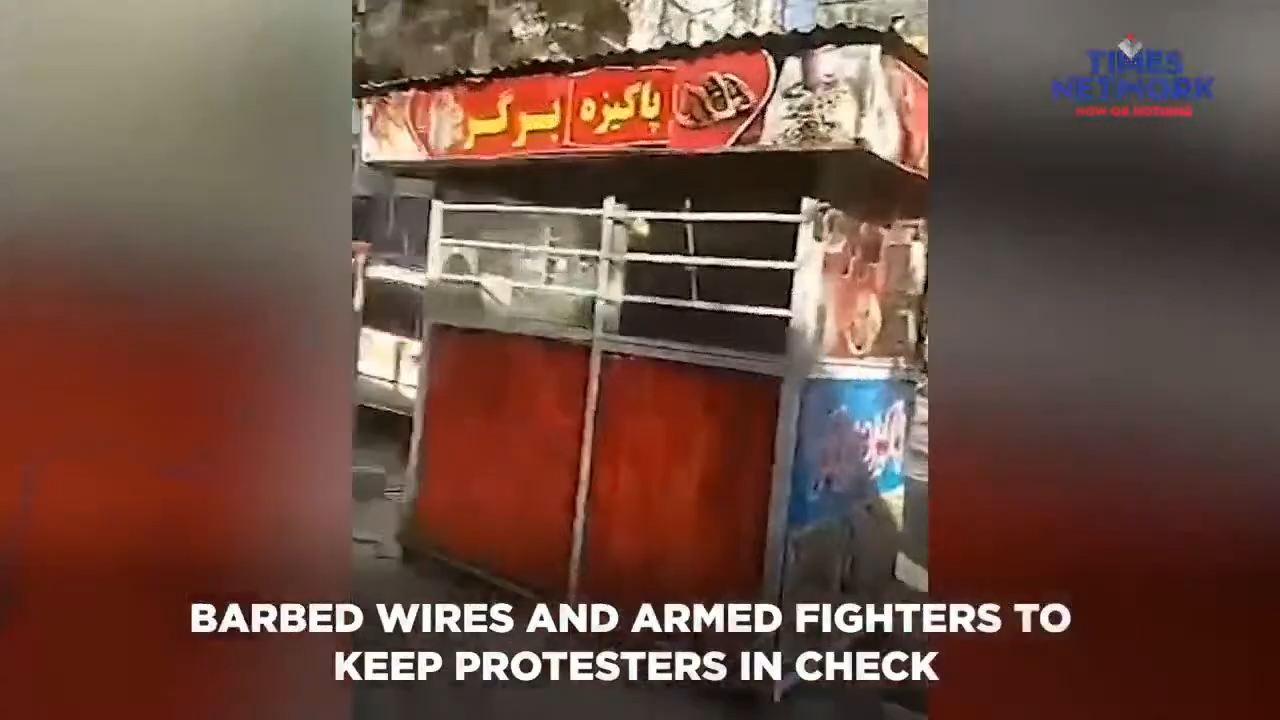 پاکیزه برگر
TIMES
NETWORK
NOW OR NOTHING
BARBED WIRES AND ARMED FIGHTERS TO
KEEP PROTESTERS IN CHECK